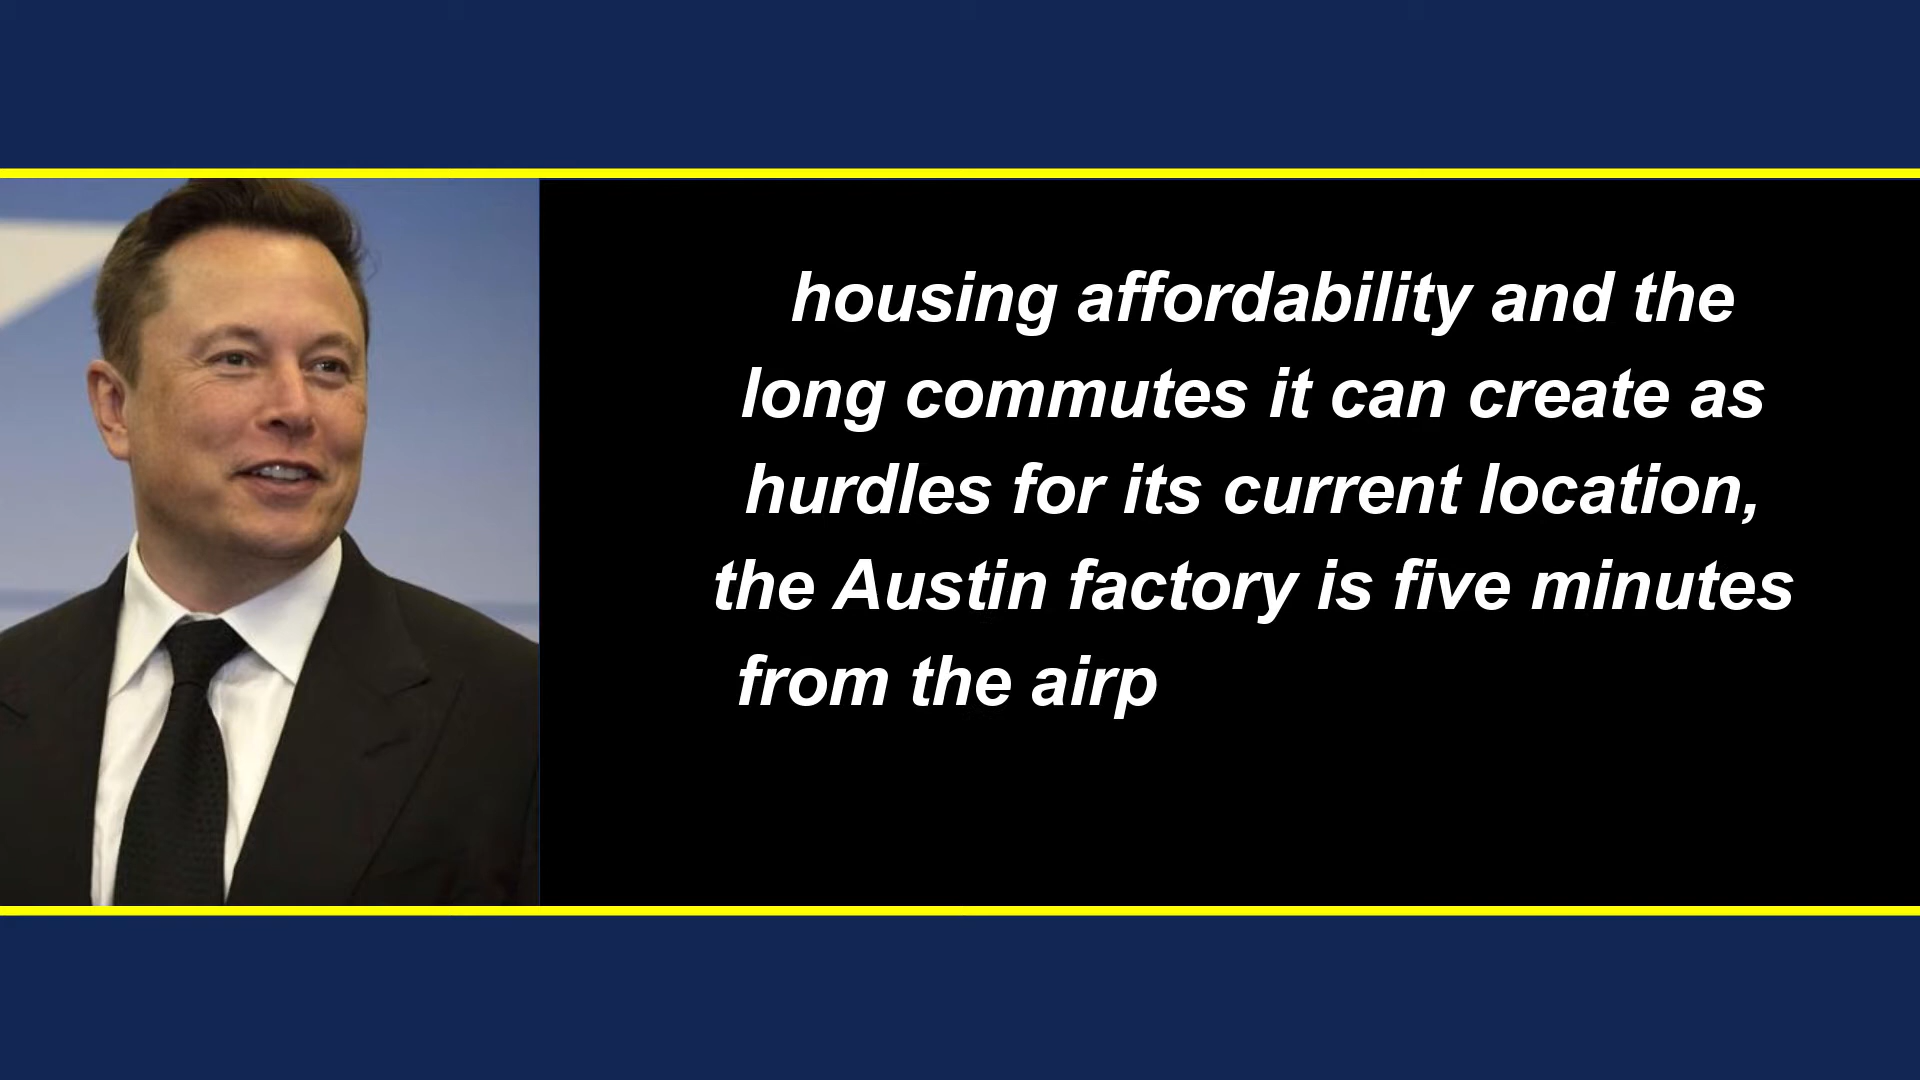 housing affordability and the
long commutes it can create as
hurdles for its current location,
the Austin factory is five minutes
from the airp